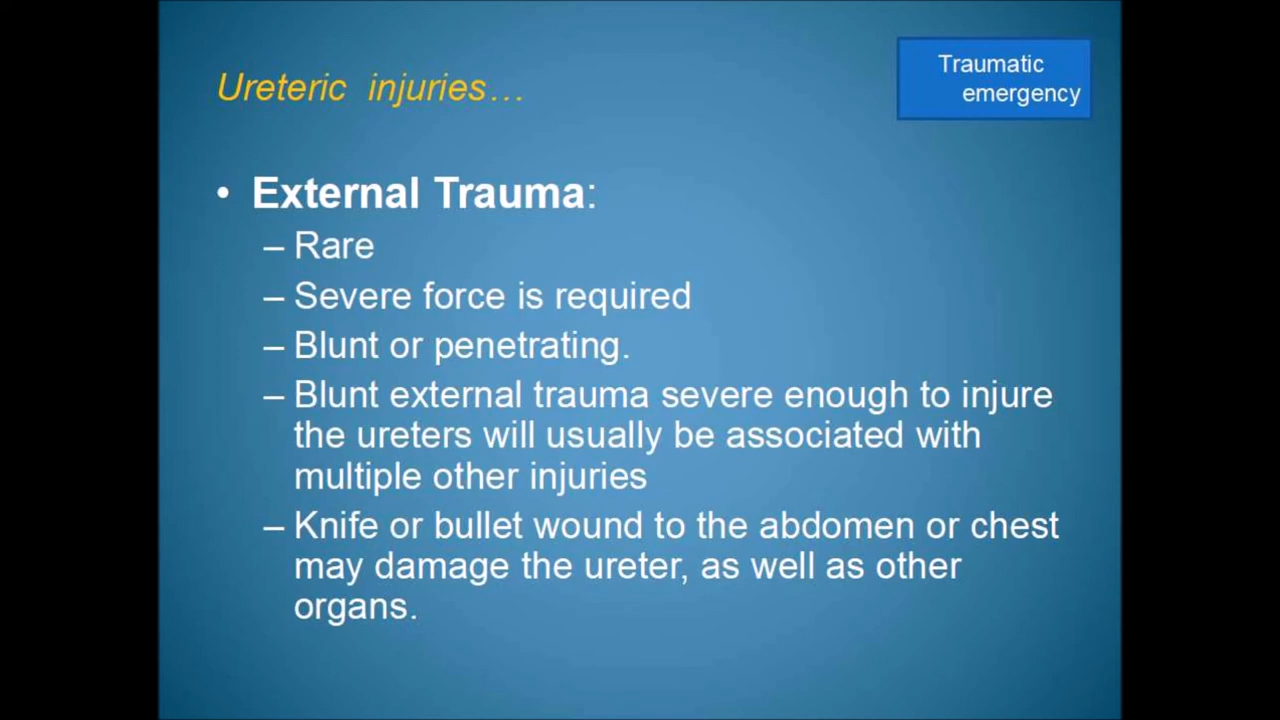 Ureteric injuries…
Traumatic
emergency
• External Trauma:
– Rare
– Severe force is required
– Blunt or penetrating.
– Blunt external trauma severe enough to injure
the ureters will usually be associated with
multiple other injuries
– Knife or bullet wound to the abdomen or chest
may damage the ureter, as well as other
organs.